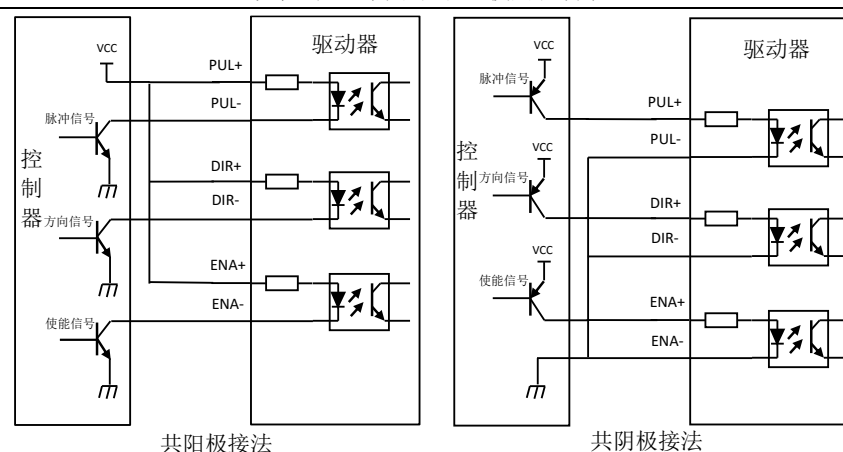 VCC
驱动器
PUL+
PUL-
脉冲信号
控制器
DIR+
DIR-
方向信号
ENA+
ENA-
使能信号
共阳极接法
VCC
驱动器
脉冲信号
PUL+
PUL-
VCC
控制器
方向信号
DIR+
DIR-
VCC
使能信号
ENA+
ENA-
共阴极接法